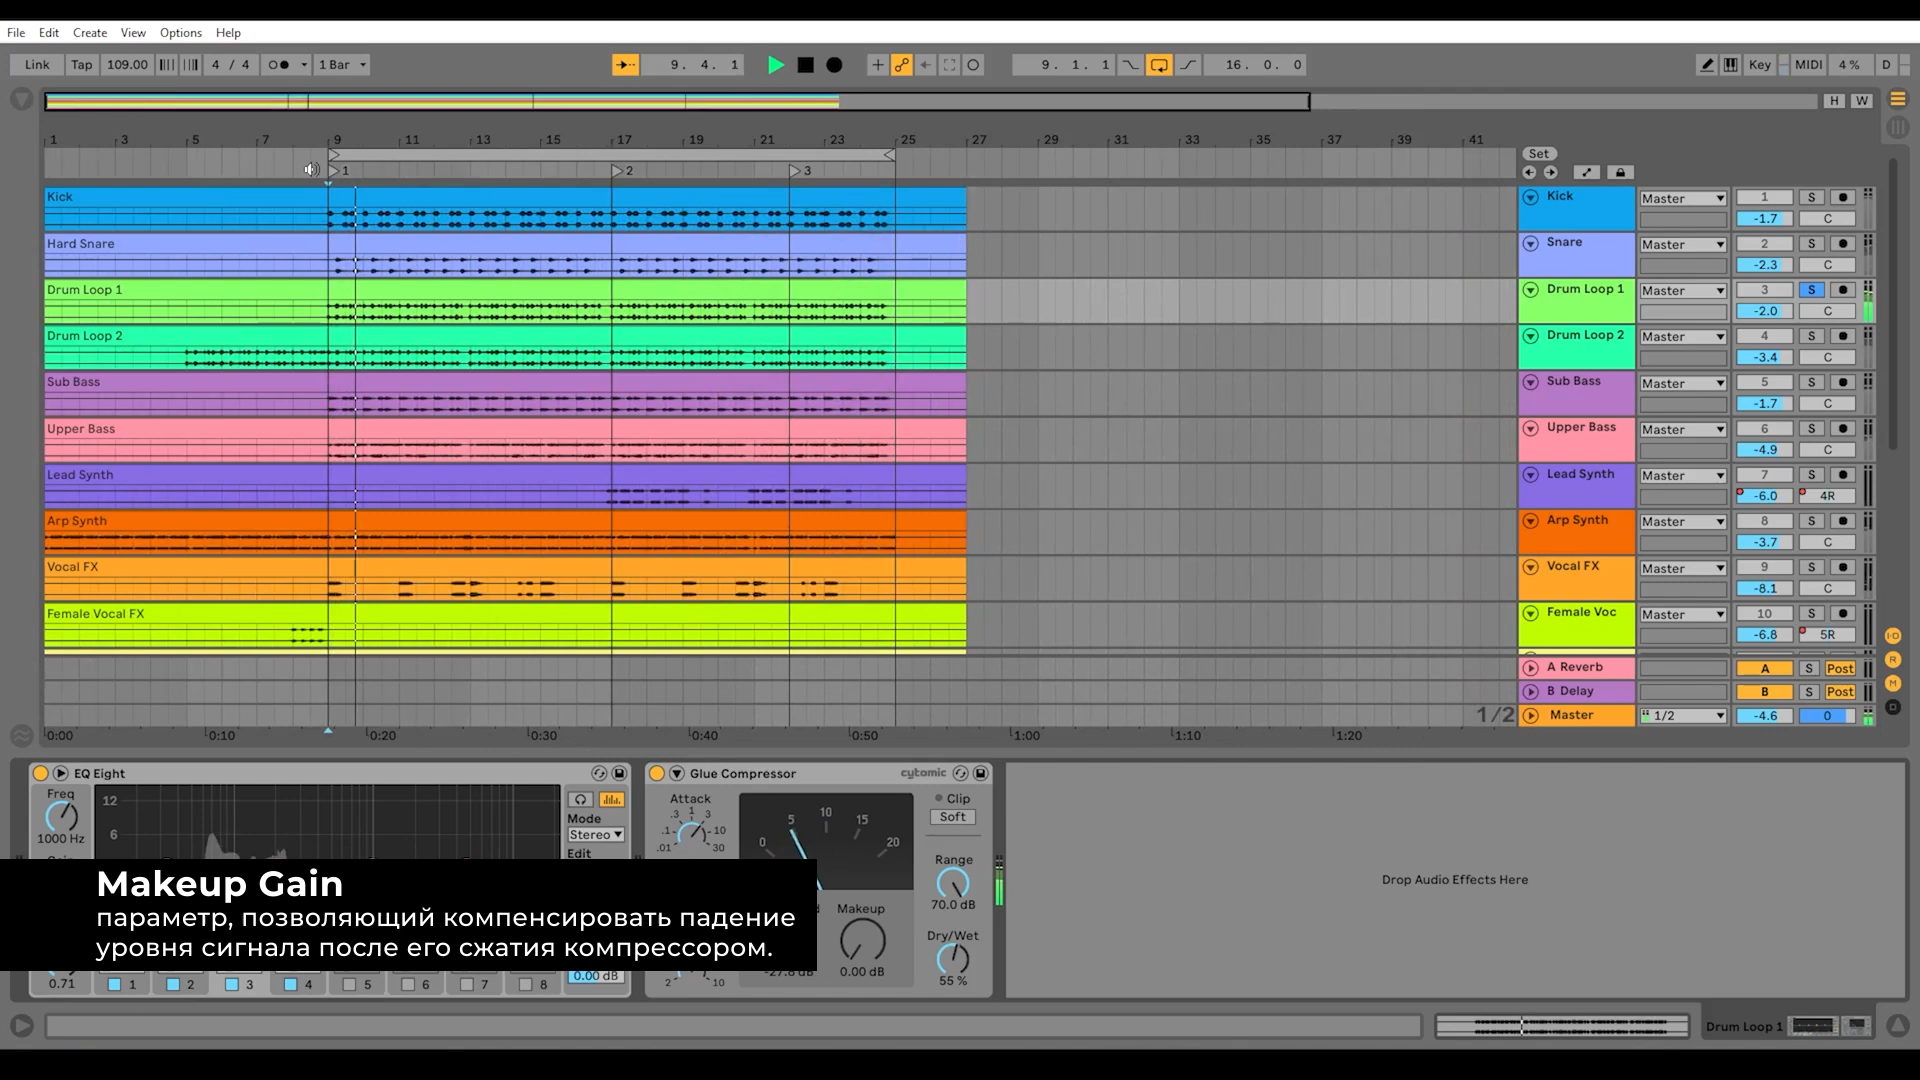 File Edit Create View Options Help
Link Tap 109.00 4 / 4 1 Bar 9. 4. 1 9. 1. 1 16. 0. 0 Key MIDI 4 % D
H W
1 3 5 7 9 11 13 15 17 19 21 23 25 27 29 31 33 35 37 39 41
Set
1 2 3
Kick Kick Master 1 S
-1.7 C
Hard Snare Snare Master 2 S
-2.3 C
Drum Loop 1 Drum Loop 1 Master 3 S
-2.0 C
Drum Loop 2 Drum Loop 2 Master 4 S
-3.4 C
Sub Bass Sub Bass Master 5 S
-1.7 C
Upper Bass Upper Bass Master 6 S
-4.9 C
Lead Synth Lead Synth Master 7 S
-6.0 4R
Arp Synth Arp Synth Master 8 S
-3.7 C
Vocal FX Vocal FX Master 9 S
-8.1 C
Female Vocal FX Female Voc Master 10 S
-6.8 5R
A Reverb A S Post
B Delay B S Post
1/2 Master 1/2 -4.6 0
0:00 0:10 0:20 0:30 0:40 0:50 1:00 1:10 1:20
EQ Eight Glue Compressor cytomic
Freq 12 Attack Clip
.3 1 3 10 15 Soft
Mode 5
1000 Hz 6 Stereo .1 10 0 20
.01 30
Edit Range
70.0 dB
Makeup Gain
параметр, позволяющий компенсировать падение
уровня сигнала после его сжатия компрессором.
Makeup
Dry/Wet
0.00 dB
0.71 1 2 3 4 5 6 7 8 0.00 dB 2 10 55 %
Drop Audio Effects Here
Drum Loop 1